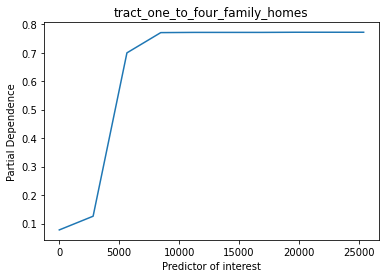 tract_one_to_four_family_homes
Partial Dependence
0.8
0.7
0.6
0.5
0.4
0.3
0.2
0.1
0 5000 10000 15000 20000 25000
Predictor of interest